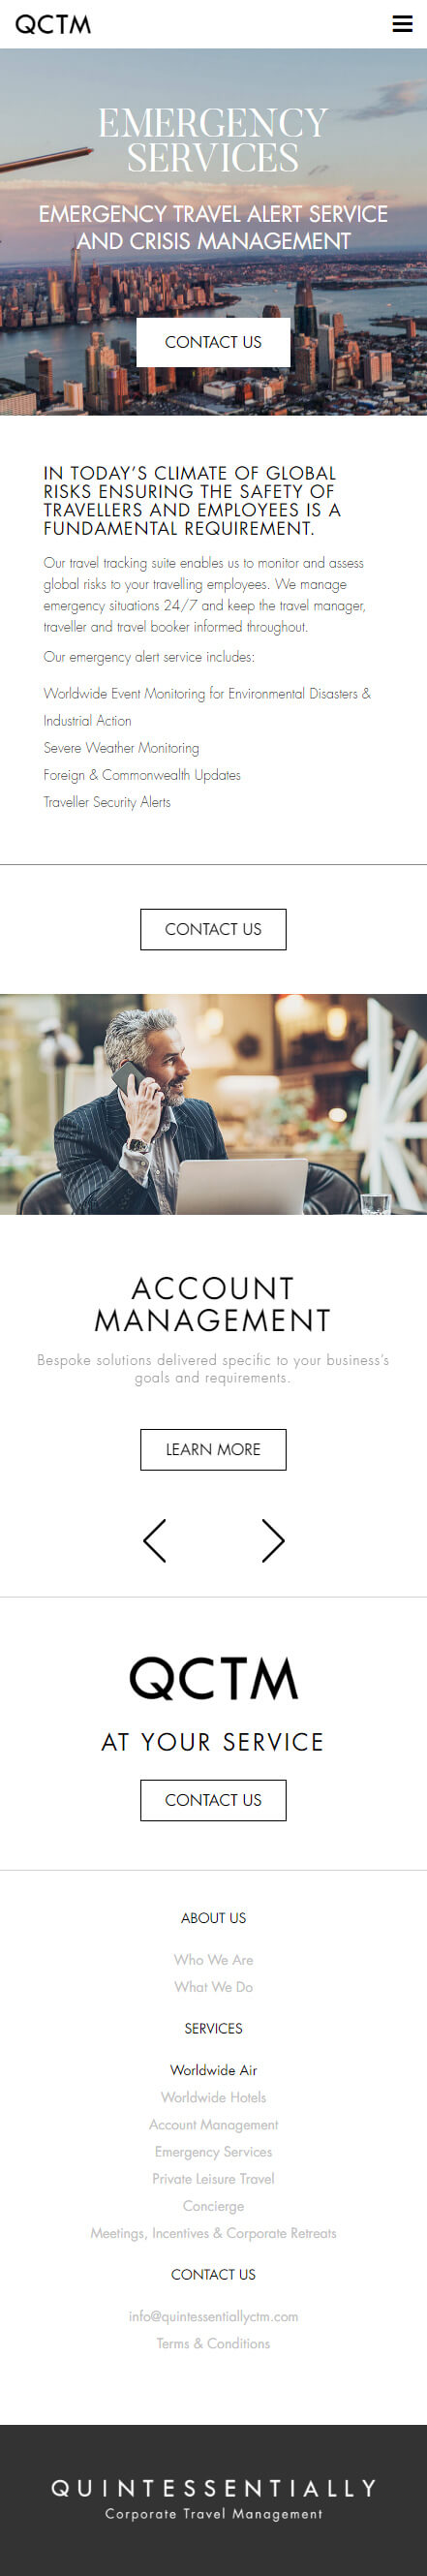 QCTM
EMERGENCY
SERVICES
EMERGENCY TRAVEL ALERT SERVICE
AND CRISIS MANAGEMENT
CONTACT US
IN TODAY’S CLIMATE OF GLOBAL
RISKS ENSURING THE SAFETY OF
TRAVELLERS AND EMPLOYEES IS A
FUNDAMENTAL REQUIREMENT.
Our travel tracking suite enables us to monitor and assess
global risks to your travelling employees. We manage
emergency situations 24/7 and keep the travel manager,
traveller and travel booker informed throughout.
Our emergency alert service includes:
Worldwide Event Monitoring for Environmental Disasters &
Industrial Action
Severe Weather Monitoring
Foreign & Commonwealth Updates
Traveller Security Alerts
CONTACT US
ACCOUNT
MANAGEMENT
Bespoke solutions delivered specific to your business’s
goals and requirements.
LEARN MORE
QCTM
AT YOUR SERVICE
CONTACT US
ABOUT US
Who We Are
What We Do
SERVICES
Worldwide Air
Worldwide Hotels
Account Management
Emergency Services
Private Leisure Travel
Concierge
Meetings, Incentives & Corporate Retreats
CONTACT US
info@quintessentiallyctm.com
Terms & Conditions
QUINTESSENTIALLY
Corporate Travel Management